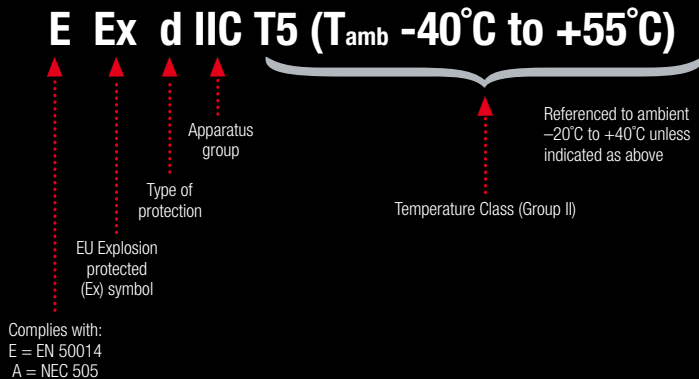 E Ex d IIC T5 (Tamb -40°C to +55°C)
Apparatus
group
Referenced to ambient
–20°C to +40°C unless
indicated as above
Type of
protection
Temperature Class (Group II)
EU Explosion
protected
(Ex) symbol
Complies with:
E = EN 50014
A = NEC 505